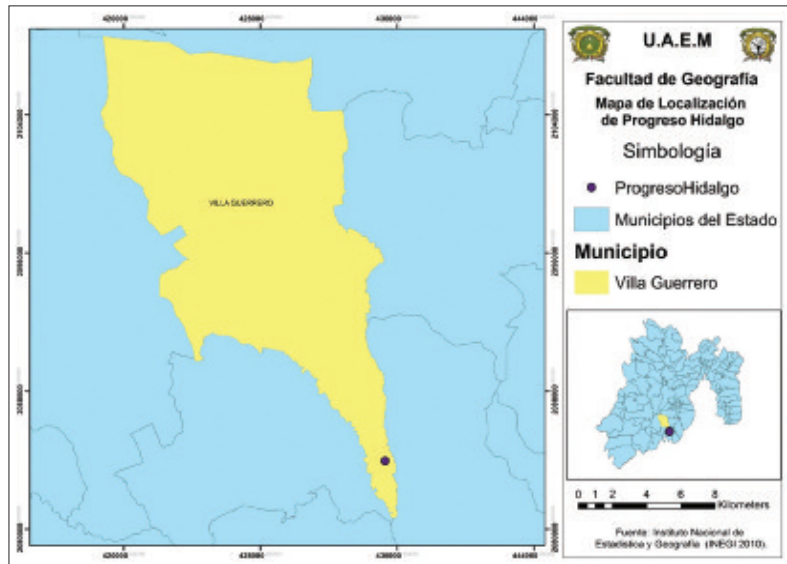 U.A.E.M
Facultad de Geografía
Mapa de Localización
de Progreso Hidalgo
Simbología
ProgresoHidalgo
Municipios del Estado
Municipio
Villa Guerrero
VILLA GUERRERO
0 1 2 4 6 8
Kilometers
Fuente: Instituto Nacional de
Estadística y Geografía (INEGI 2010).